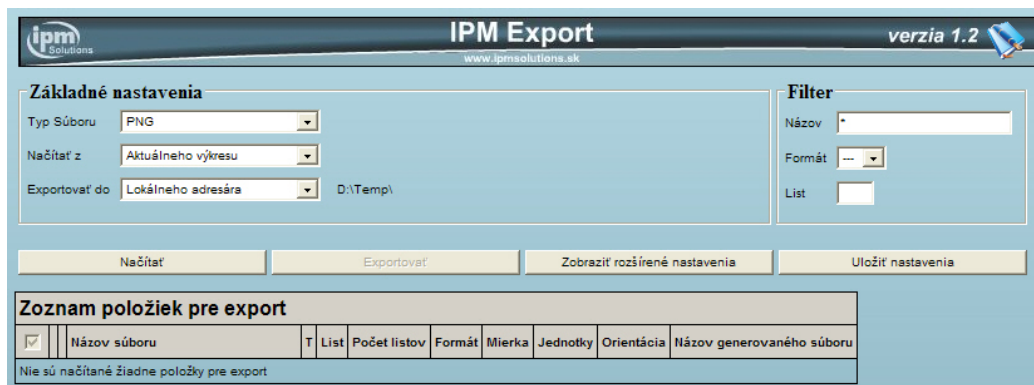 ipm
Solutions
IPM Export
www.ipmsolutions.sk
verzia 1.2
Základné nastavenia
Typ Súboru PNG
Načítať z Aktuálneho výkresu
Exportovať do Lokálneho adresára D:\Temp\
Filter
Názov *
Formát ---
List
Načítať Exportovať Zobraziť rozšírené nastavenia Uložiť nastavenia
Zoznam položiek pre export
Názov súboru T List Počet listov Formát Mierka Jednotky Orientácia Názov generovaného súboru
Nie sú načítané žiadne položky pre export